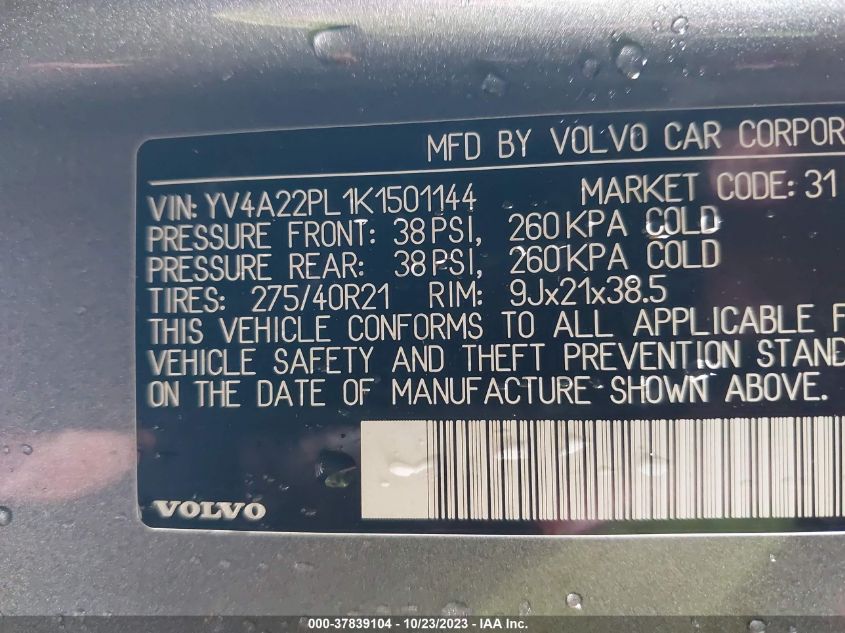 MFD BY VOLVO CAR CORPOR
VIN: YV4A22PL1K1501144 MARKET CODE: 31
PRESSURE FRONT: 38 PSI, 260 KPA COLD
PRESSURE REAR: 38 PSI, 260 KPA COLD
TIRES: 275/40R21 RIM: 9Jx21x38.5
THIS VEHICLE CONFORMS TO ALL APPLICABLE F
VEHICLE SAFETY AND THEFT PREVENTION STAND
ON THE DATE OF MANUFACTURE SHOWN ABOVE.
VOLVO
000-37839104 - 10/23/2023 - IAA Inc.